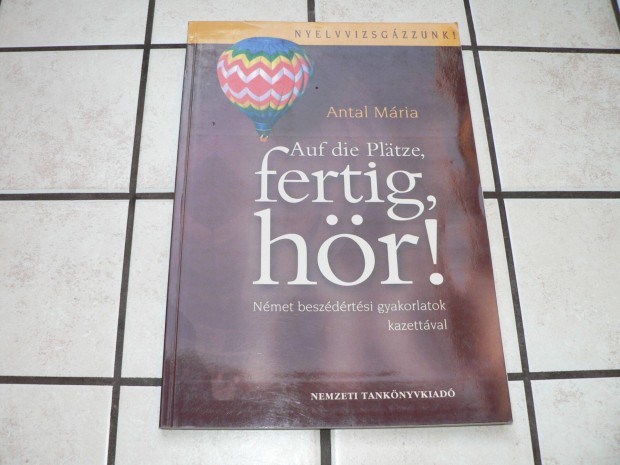 NYELVVIZSGÁZZUNK!
Antal Mária
Auf die Plätze,
fertig,
hör!
Német beszédértési gyakorlatok
kazettával
NEMZETI TANKÖNYVKIADÓ